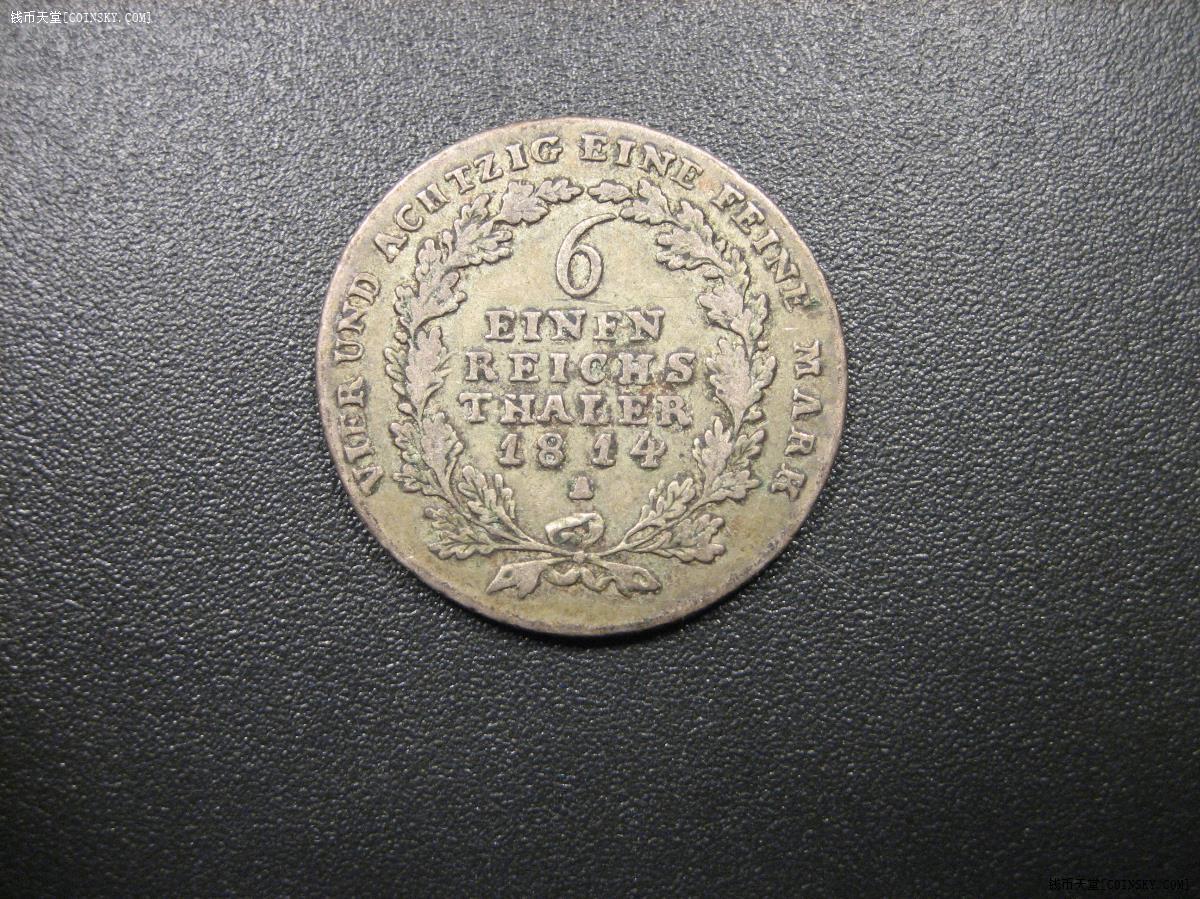 钱币天堂[COINSKY.COM]
VIER UND ACHTZIG EINE FEINE MARK
6
EINEN
REICHS
THALER
1814
A
钱币天堂[COINSKY.COM]